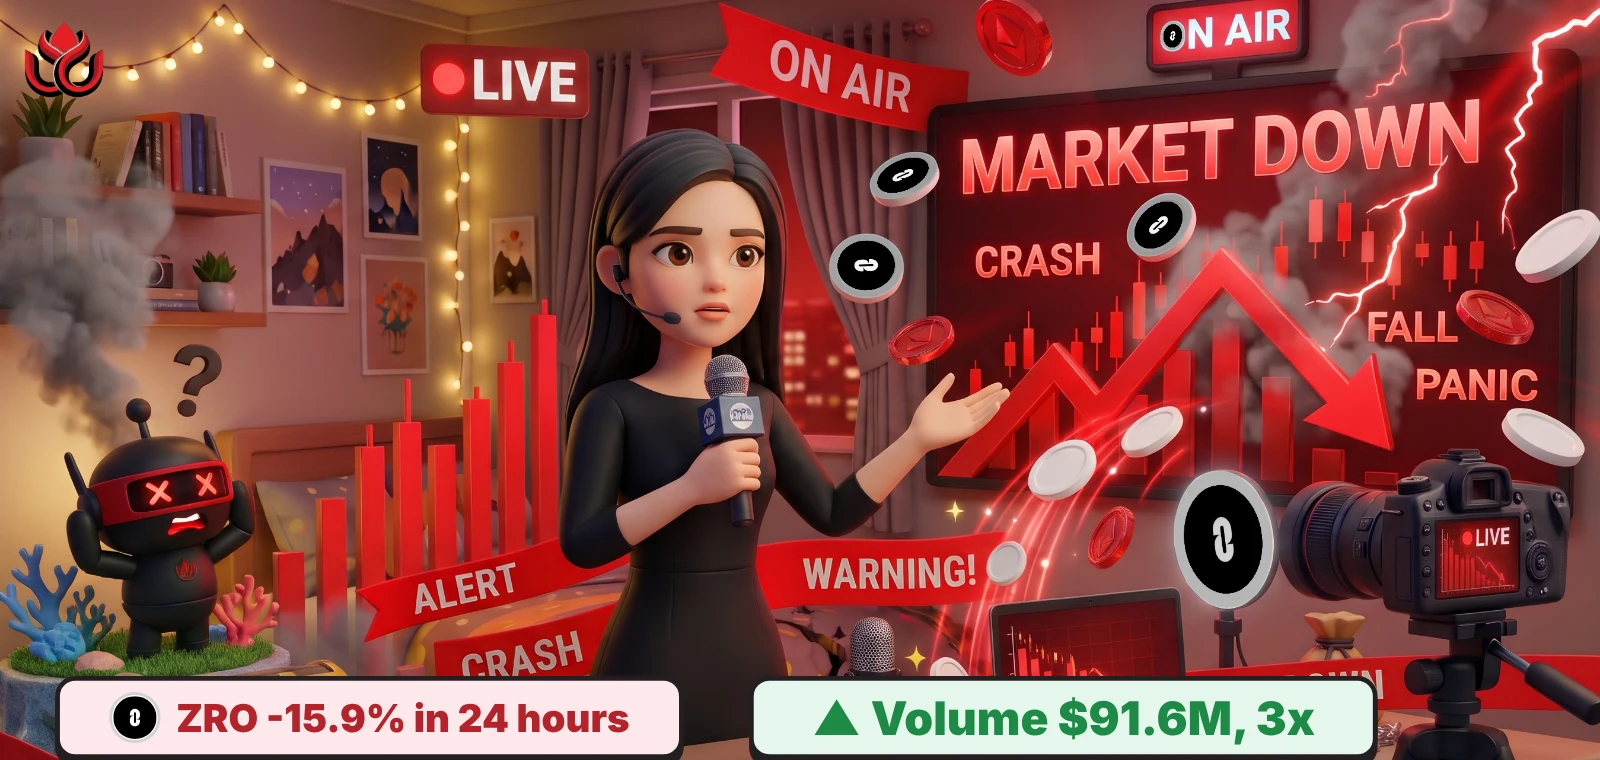 LIVE
ON AIR
ON AIR
MARKET DOWN
CRASH
FALL
PANIC
?
LIVE
ALERT
WARNING!
CRASH
ZRO -15.9% in 24 hours
▲ Volume $91.6M, 3x